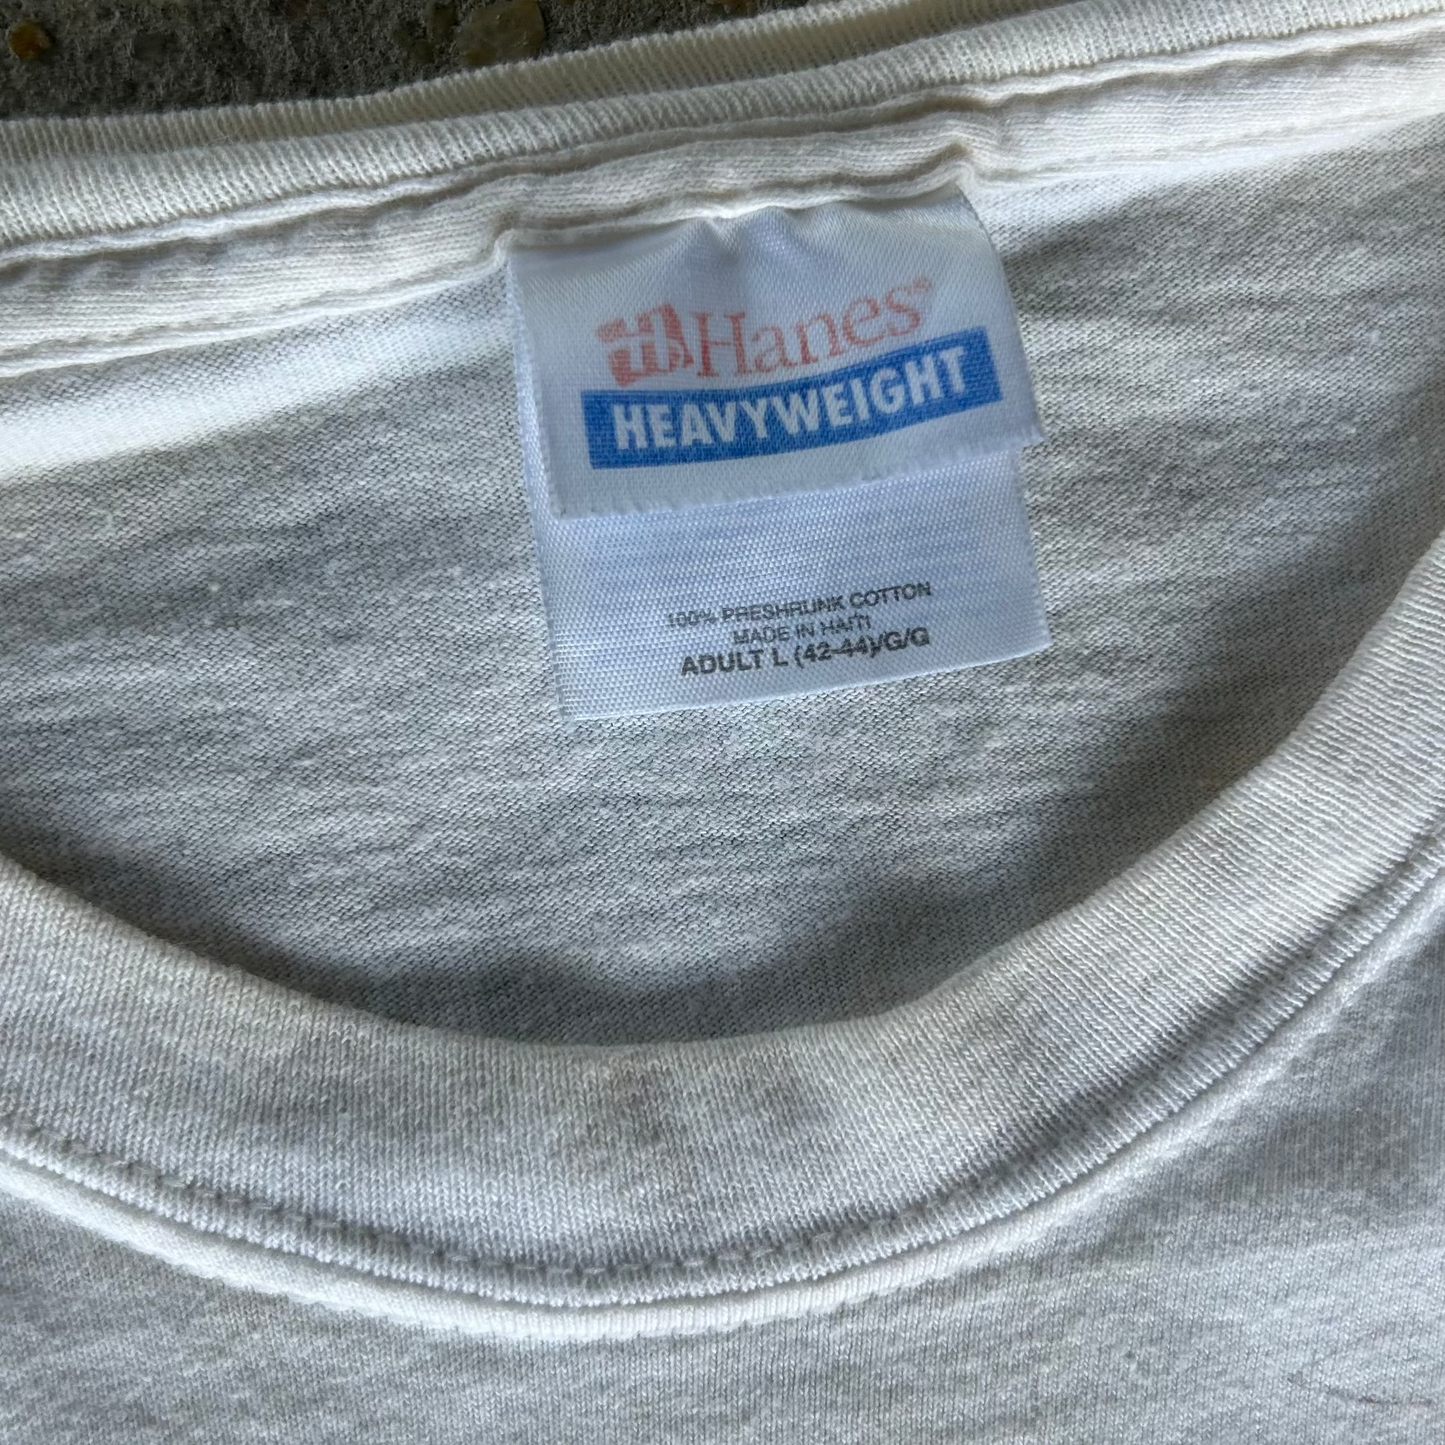 Hanes®
HEAVYWEIGHT
100% PRESHRUNK COTTON
MADE IN HAITI
ADULT L (42-44)/G/G